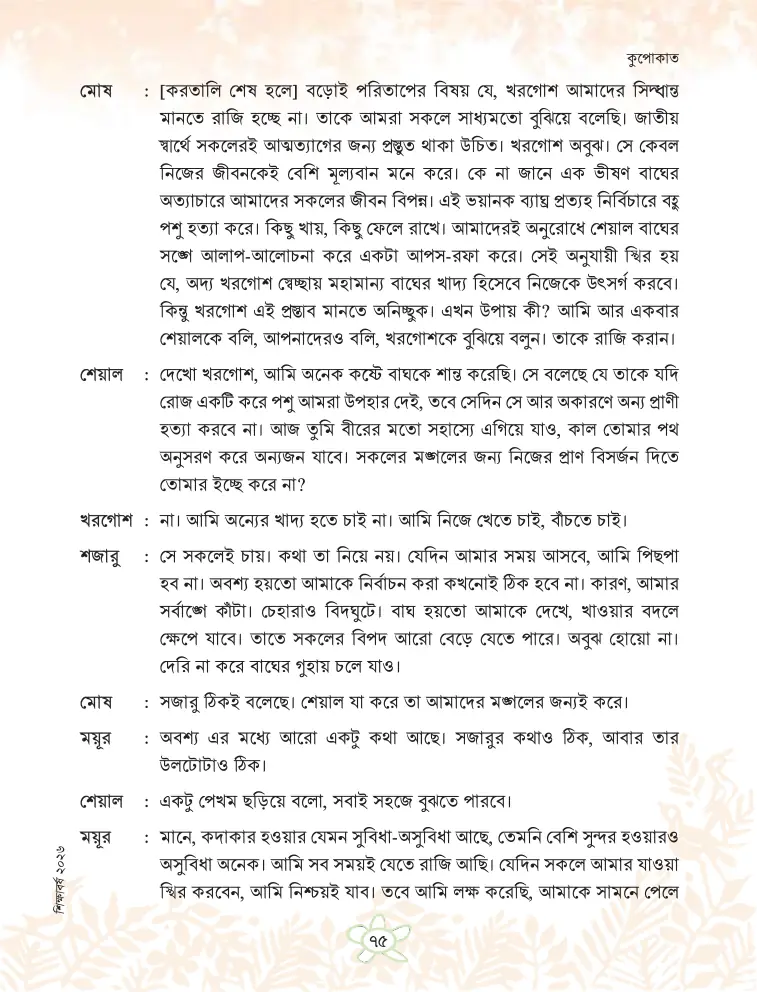 কুপোকাত
মোষ : [করতালি শেষ হলে] বড়োই পরিতাপের বিষয় যে, খরগোশ আমাদের সিদ্ধান্ত
মানতে রাজি হচ্ছে না। তাকে আমরা সকলে সাধ্যমতো বুঝিয়ে বলেছি। জাতীয়
স্বার্থে সকলেরই আত্মত্যাগের জন্য প্রস্তুত থাকা উচিত। খরগোশ অবুঝ। সে কেবল
নিজের জীবনকেই বেশি মূল্যবান মনে করে। কে না জানে এক ভীষণ বাঘের
অত্যাচারে আমাদের সকলের জীবন বিপন্ন। এই ভয়ানক ব্যাঘ্র প্রত্যহ নির্বিচারে বহু
পশু হত্যা করে। কিছু খায়, কিছু ফেলে রাখে। আমাদেরই অনুরোধে শেয়াল বাঘের
সঙ্গে আলাপ-আলোচনা করে একটা আপস-রফা করে। সেই অনুযায়ী স্থির হয়
যে, অদ্য খরগোশ স্বেচ্ছায় মহামান্য বাঘের খাদ্য হিসেবে নিজেকে উৎসর্গ করবে।
কিন্তু খরগোশ এই প্রস্তাব মানতে অনিচ্ছুক। এখন উপায় কী? আমি আর একবার
শেয়ালকে বলি, আপনাদেরও বলি, খরগোশকে বুঝিয়ে বলুন। তাকে রাজি করান।
শেয়াল : দেখো খরগোশ, আমি অনেক কষ্টে বাঘকে শান্ত করেছি। সে বলেছে যে তাকে যদি
রোজ একটি করে পশু আমরা উপহার দেই, তবে সেদিন সে আর অকারণে অন্য প্রাণী
হত্যা করবে না। আজ তুমি বীরের মতো সহাস্যে এগিয়ে যাও, কাল তোমার পথ
অনুসরণ করে অন্যজন যাবে। সকলের মঙ্গলের জন্য নিজের প্রাণ বিসর্জন দিতে
তোমার ইচ্ছে করে না?
খরগোশ : না। আমি অন্যের খাদ্য হতে চাই না। আমি নিজে খেতে চাই, বাঁচতে চাই।
শজারু : সে সকলেই চায়। কথা তা নিয়ে নয়। যেদিন আমার সময় আসবে, আমি পিছপা
হব না। অবশ্য হয়তো আমাকে নির্বাচন করা কখনোই ঠিক হবে না। কারণ, আমার
সর্বাঙ্গে কাঁটা। চেহারাও বিদঘুটে। বাঘ হয়তো আমাকে দেখে, খাওয়ার বদলে
ক্ষেপে যাবে। তাতে সকলের বিপদ আরো বেড়ে যেতে পারে। অবুঝ হোয়ো না।
দেরি না করে বাঘের গুহায় চলে যাও।
মোষ : সজারু ঠিকই বলেছে। শেয়াল যা করে তা আমাদের মঙ্গলের জন্যই করে।
ময়ূর : অবশ্য এর মধ্যে আরো একটু কথা আছে। সজারুর কথাও ঠিক, আবার তার
উলটোটাও ঠিক।
শেয়াল : একটু পেখম ছড়িয়ে বলো, সবাই সহজে বুঝতে পারবে।
ময়ূর : মানে, কদাকার হওয়ার যেমন সুবিধা-অসুবিধা আছে, তেমনি বেশি সুন্দর হওয়ারও
অসুবিধা অনেক। আমি সব সময়ই যেতে রাজি আছি। যেদিন সকলে আমার যাওয়া
স্থির করবেন, আমি নিশ্চয়ই যাব। তবে আমি লক্ষ করেছি, আমাকে সামনে পেলে
শিক্ষাবর্ষ ২০২৬
৭৫